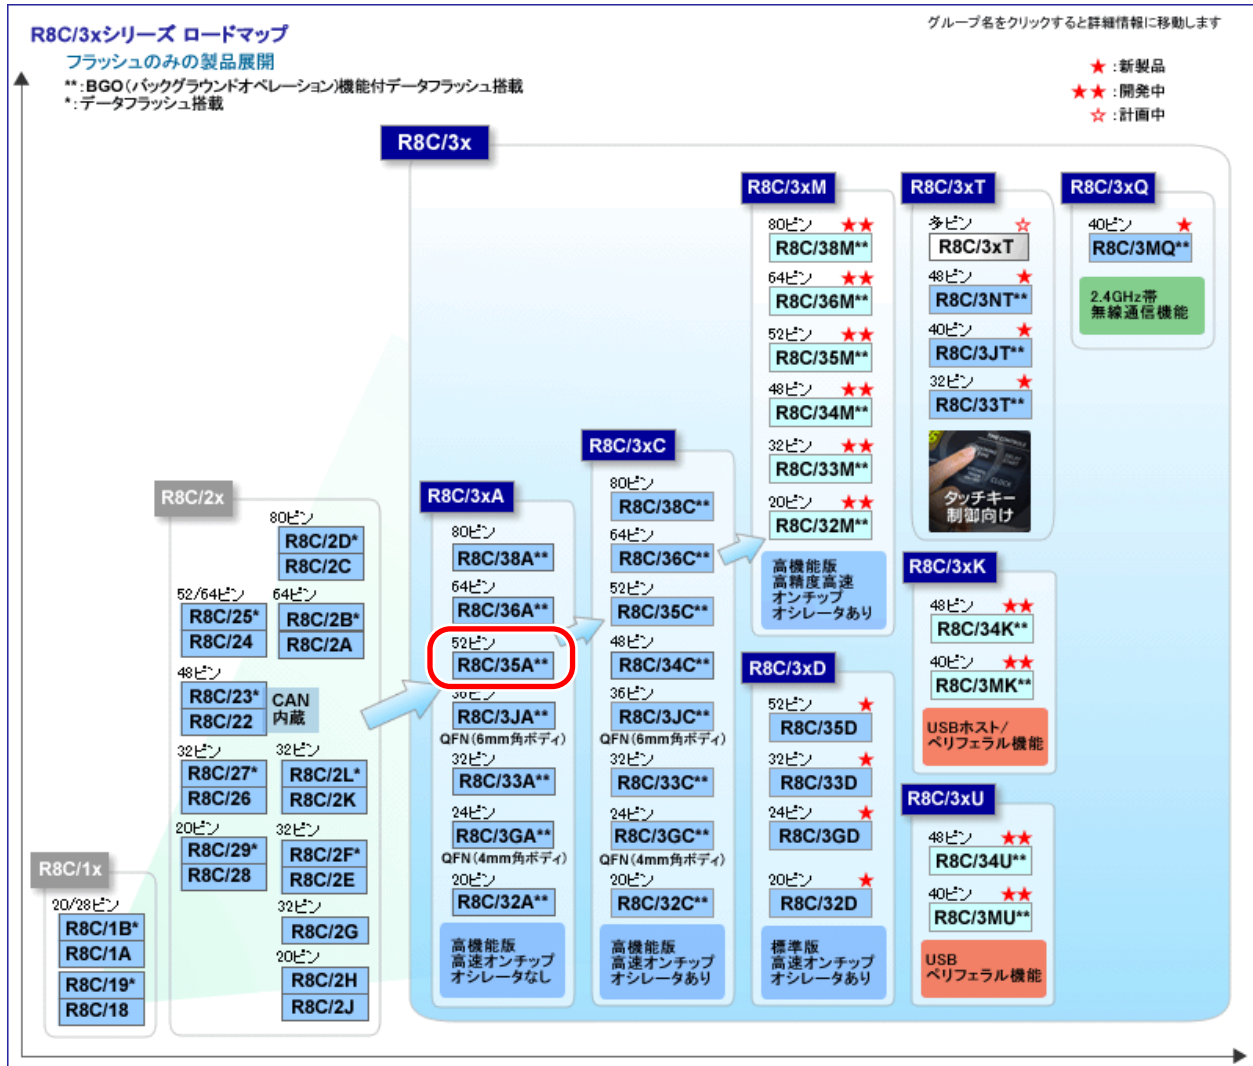 R8C/3xシリーズ ロードマップ
グループ名をクリックすると詳細情報に移動します
フラッシュのみの製品展開
**:BGO(バックグラウンドオペレーション)機能付データフラッシュ搭載
*:データフラッシュ搭載
★:新製品
★★:開発中
☆:計画中
R8C/3x
R8C/1x
20/28ピン
R8C/1B*
R8C/1A
R8C/19*
R8C/18
R8C/2x
80ピン
R8C/2D*
R8C/2C
52/64ピン
R8C/25*
R8C/24
64ピン
R8C/2B*
R8C/2A
48ピン
R8C/23*
R8C/22
CAN
内蔵
32ピン
R8C/27*
R8C/26
32ピン
R8C/2L*
R8C/2K
20ピン
R8C/29*
R8C/28
32ピン
R8C/2F*
R8C/2E
32ピン
R8C/2G
20ピン
R8C/2H
R8C/2J
R8C/3xA
80ピン
R8C/38A**
64ピン
R8C/36A**
52ピン
R8C/35A**
36ピン
R8C/3JA**
QFN(6mm角ボディ)
32ピン
R8C/33A**
24ピン
R8C/3GA**
QFN(4mm角ボディ)
20ピン
R8C/32A**
高機能版
高速オンチップ
オシレータなし
R8C/3xC
80ピン
R8C/38C**
64ピン
R8C/36C**
52ピン
R8C/35C**
48ピン
R8C/34C**
36ピン
R8C/3JC**
QFN(6mm角ボディ)
32ピン
R8C/33C**
24ピン
R8C/3GC**
QFN(4mm角ボディ)
20ピン
R8C/32C**
高機能版
高速オンチップ
オシレータあり
R8C/3xM
80ピン ★★
R8C/38M**
64ピン ★★
R8C/36M**
52ピン ★★
R8C/35M**
48ピン ★★
R8C/34M**
32ピン ★★
R8C/33M**
20ピン ★★
R8C/32M**
高機能版
高精度高速
オンチップ
オシレータあり
R8C/3xD
52ピン ★
R8C/35D
32ピン ★
R8C/33D
24ピン ★
R8C/3GD
20ピン ★
R8C/32D
標準版
高速オンチップ
オシレータあり
R8C/3xT
多ピン ☆
R8C/3xT
48ピン ★
R8C/3NT**
40ピン ★
R8C/3JT**
32ピン ★
R8C/33T**
CLOCK
タッチキー
制御向け
R8C/3xQ
40ピン ★
R8C/3MQ**
2.4GHz帯
無線通信機能
R8C/3xK
48ピン ★★
R8C/34K**
40ピン ★★
R8C/3MK**
USBホスト/
ペリフェラル機能
R8C/3xU
48ピン ★★
R8C/34U**
40ピン ★★
R8C/3MU**
USB
ペリフェラル機能